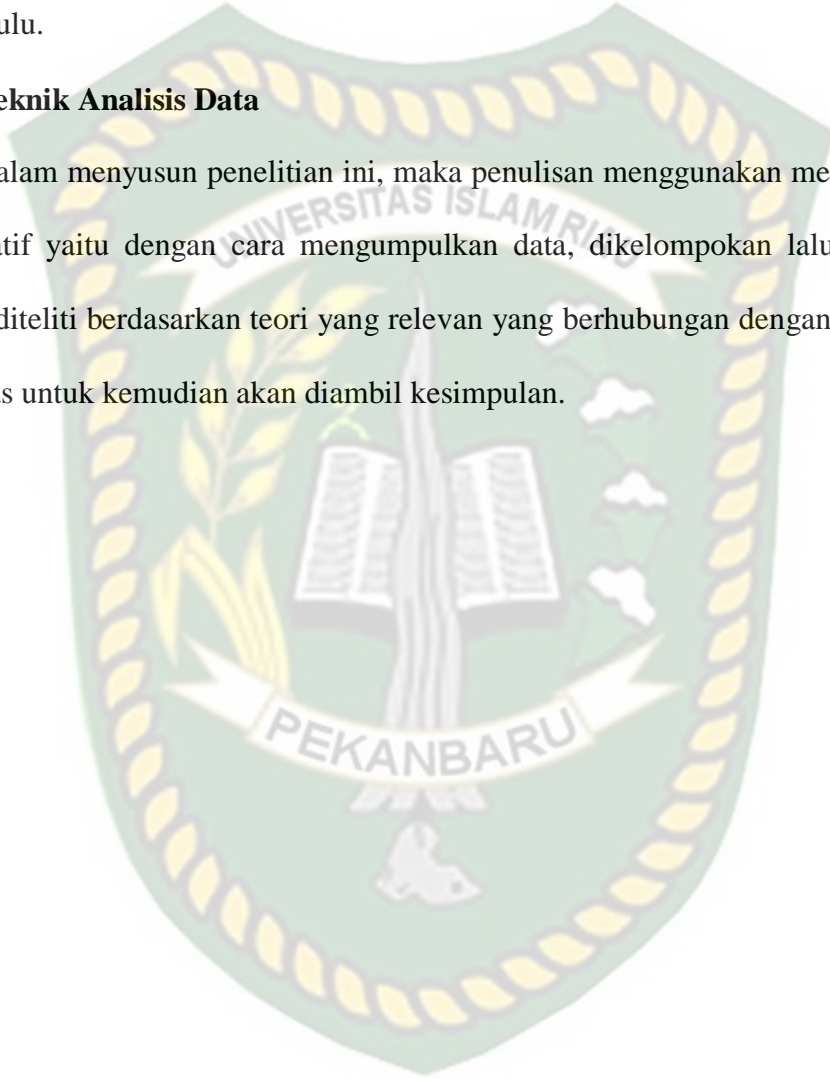 ulu.
eknik Analisis Data
alam menyusun penelitian ini, maka penulisan menggunakan me
atif yaitu dengan cara mengumpulkan data, dikelompokan lalu
diteliti berdasarkan teori yang relevan yang berhubungan dengan
s untuk kemudian akan diambil kesimpulan.
UNIVERSITAS ISLAM RIAU
PEKANBARU